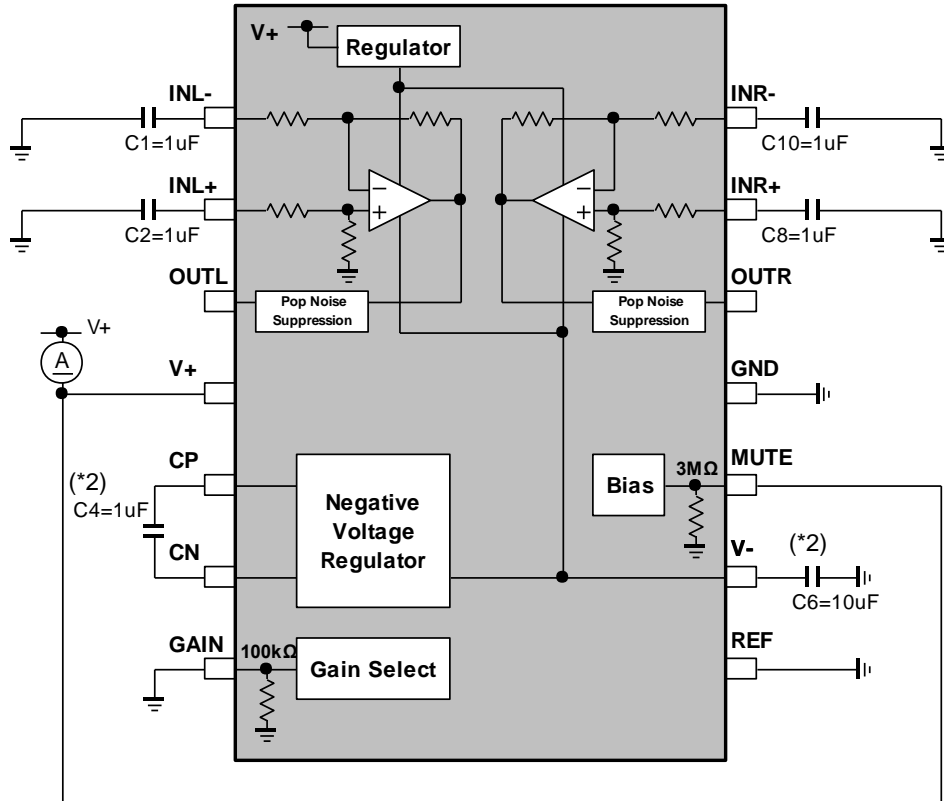 V+
Regulator
INL-
INR-
C1=1uF
C10=1uF
INL+
INR+
−
−
+
+
C2=1uF
C8=1uF
OUTL
OUTR
Pop Noise
Suppression
Pop Noise
Suppression
V+
A
V+
GND
CP
3MΩ
MUTE
(*2)
C4=1uF
Negative
Voltage
Regulator
Bias
CN
V-
(*2)
C6=10uF
GAIN
100kΩ
Gain Select
REF